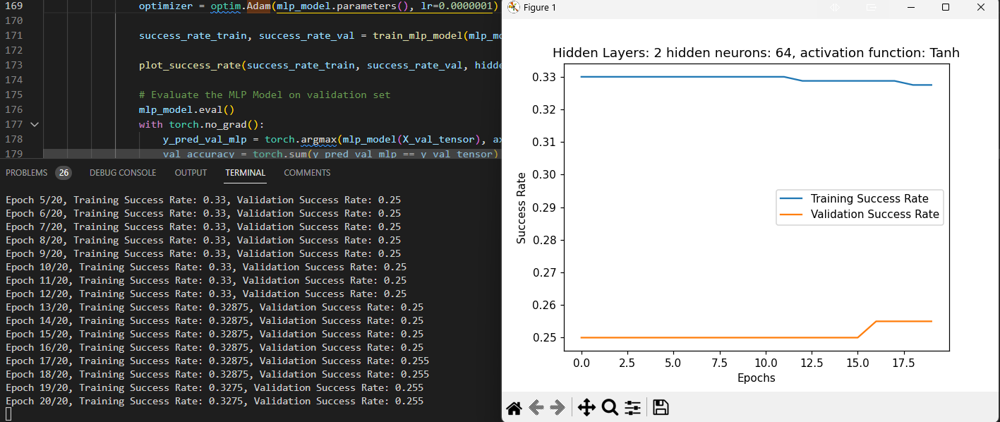 169 optimizer = optim.Adam(mlp_model.parameters(), lr=0.0000001)
170
171 success_rate_train, success_rate_val = train_mlp_model(mlp_mo
172
173 plot_success_rate(success_rate_train, success_rate_val, hidde
174
175 # Evaluate the MLP Model on validation set
176 mlp_model.eval()
177 with torch.no_grad():
178 y_pred_val_mlp = torch.argmax(mlp_model(X_val_tensor), ax
179 val_accuracy = torch.sum(y_pred_val_mlp == y_val_tensor)
PROBLEMS 26 DEBUG CONSOLE OUTPUT TERMINAL COMMENTS
Epoch 5/20, Training Success Rate: 0.33, Validation Success Rate: 0.25
Epoch 6/20, Training Success Rate: 0.33, Validation Success Rate: 0.25
Epoch 7/20, Training Success Rate: 0.33, Validation Success Rate: 0.25
Epoch 8/20, Training Success Rate: 0.33, Validation Success Rate: 0.25
Epoch 9/20, Training Success Rate: 0.33, Validation Success Rate: 0.25
Epoch 10/20, Training Success Rate: 0.33, Validation Success Rate: 0.25
Epoch 11/20, Training Success Rate: 0.33, Validation Success Rate: 0.25
Epoch 12/20, Training Success Rate: 0.33, Validation Success Rate: 0.25
Epoch 13/20, Training Success Rate: 0.32875, Validation Success Rate: 0.25
Epoch 14/20, Training Success Rate: 0.32875, Validation Success Rate: 0.25
Epoch 15/20, Training Success Rate: 0.32875, Validation Success Rate: 0.25
Epoch 16/20, Training Success Rate: 0.32875, Validation Success Rate: 0.25
Epoch 17/20, Training Success Rate: 0.32875, Validation Success Rate: 0.255
Epoch 18/20, Training Success Rate: 0.32875, Validation Success Rate: 0.255
Epoch 19/20, Training Success Rate: 0.3275, Validation Success Rate: 0.255
Epoch 20/20, Training Success Rate: 0.3275, Validation Success Rate: 0.255
Figure 1
Hidden Layers: 2 hidden neurons: 64, activation function: Tanh
0.33
0.32
0.31
0.30
0.29
0.28
0.27
0.26
0.25
Success Rate
Training Success Rate
Validation Success Rate
0.0 2.5 5.0 7.5 10.0 12.5 15.0 17.5
Epochs